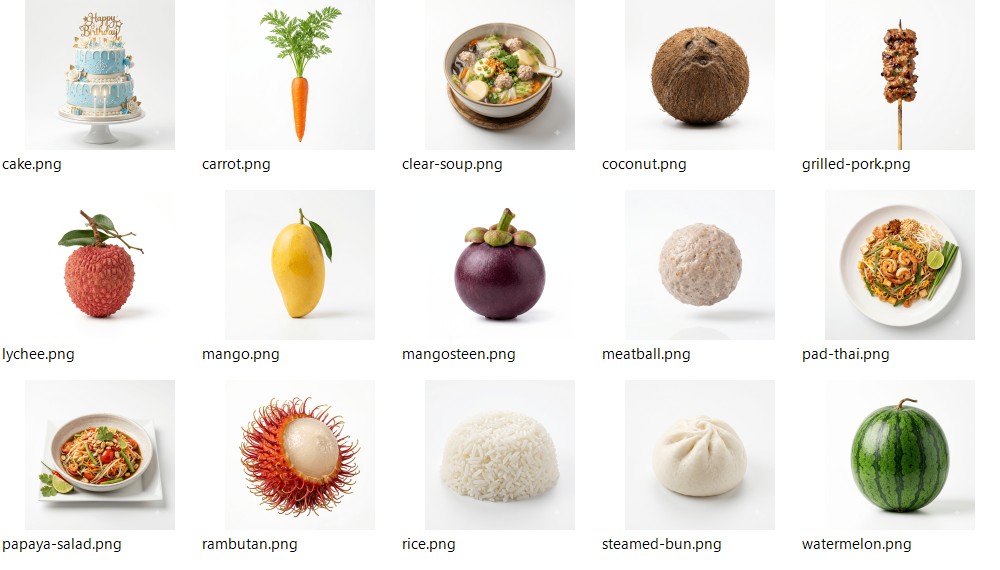 Happy
Birthday
cake.png
carrot.png
clear-soup.png
coconut.png
grilled-pork.png
lychee.png
mango.png
mangosteen.png
meatball.png
pad-thai.png
papaya-salad.png
rambutan.png
rice.png
steamed-bun.png
watermelon.png